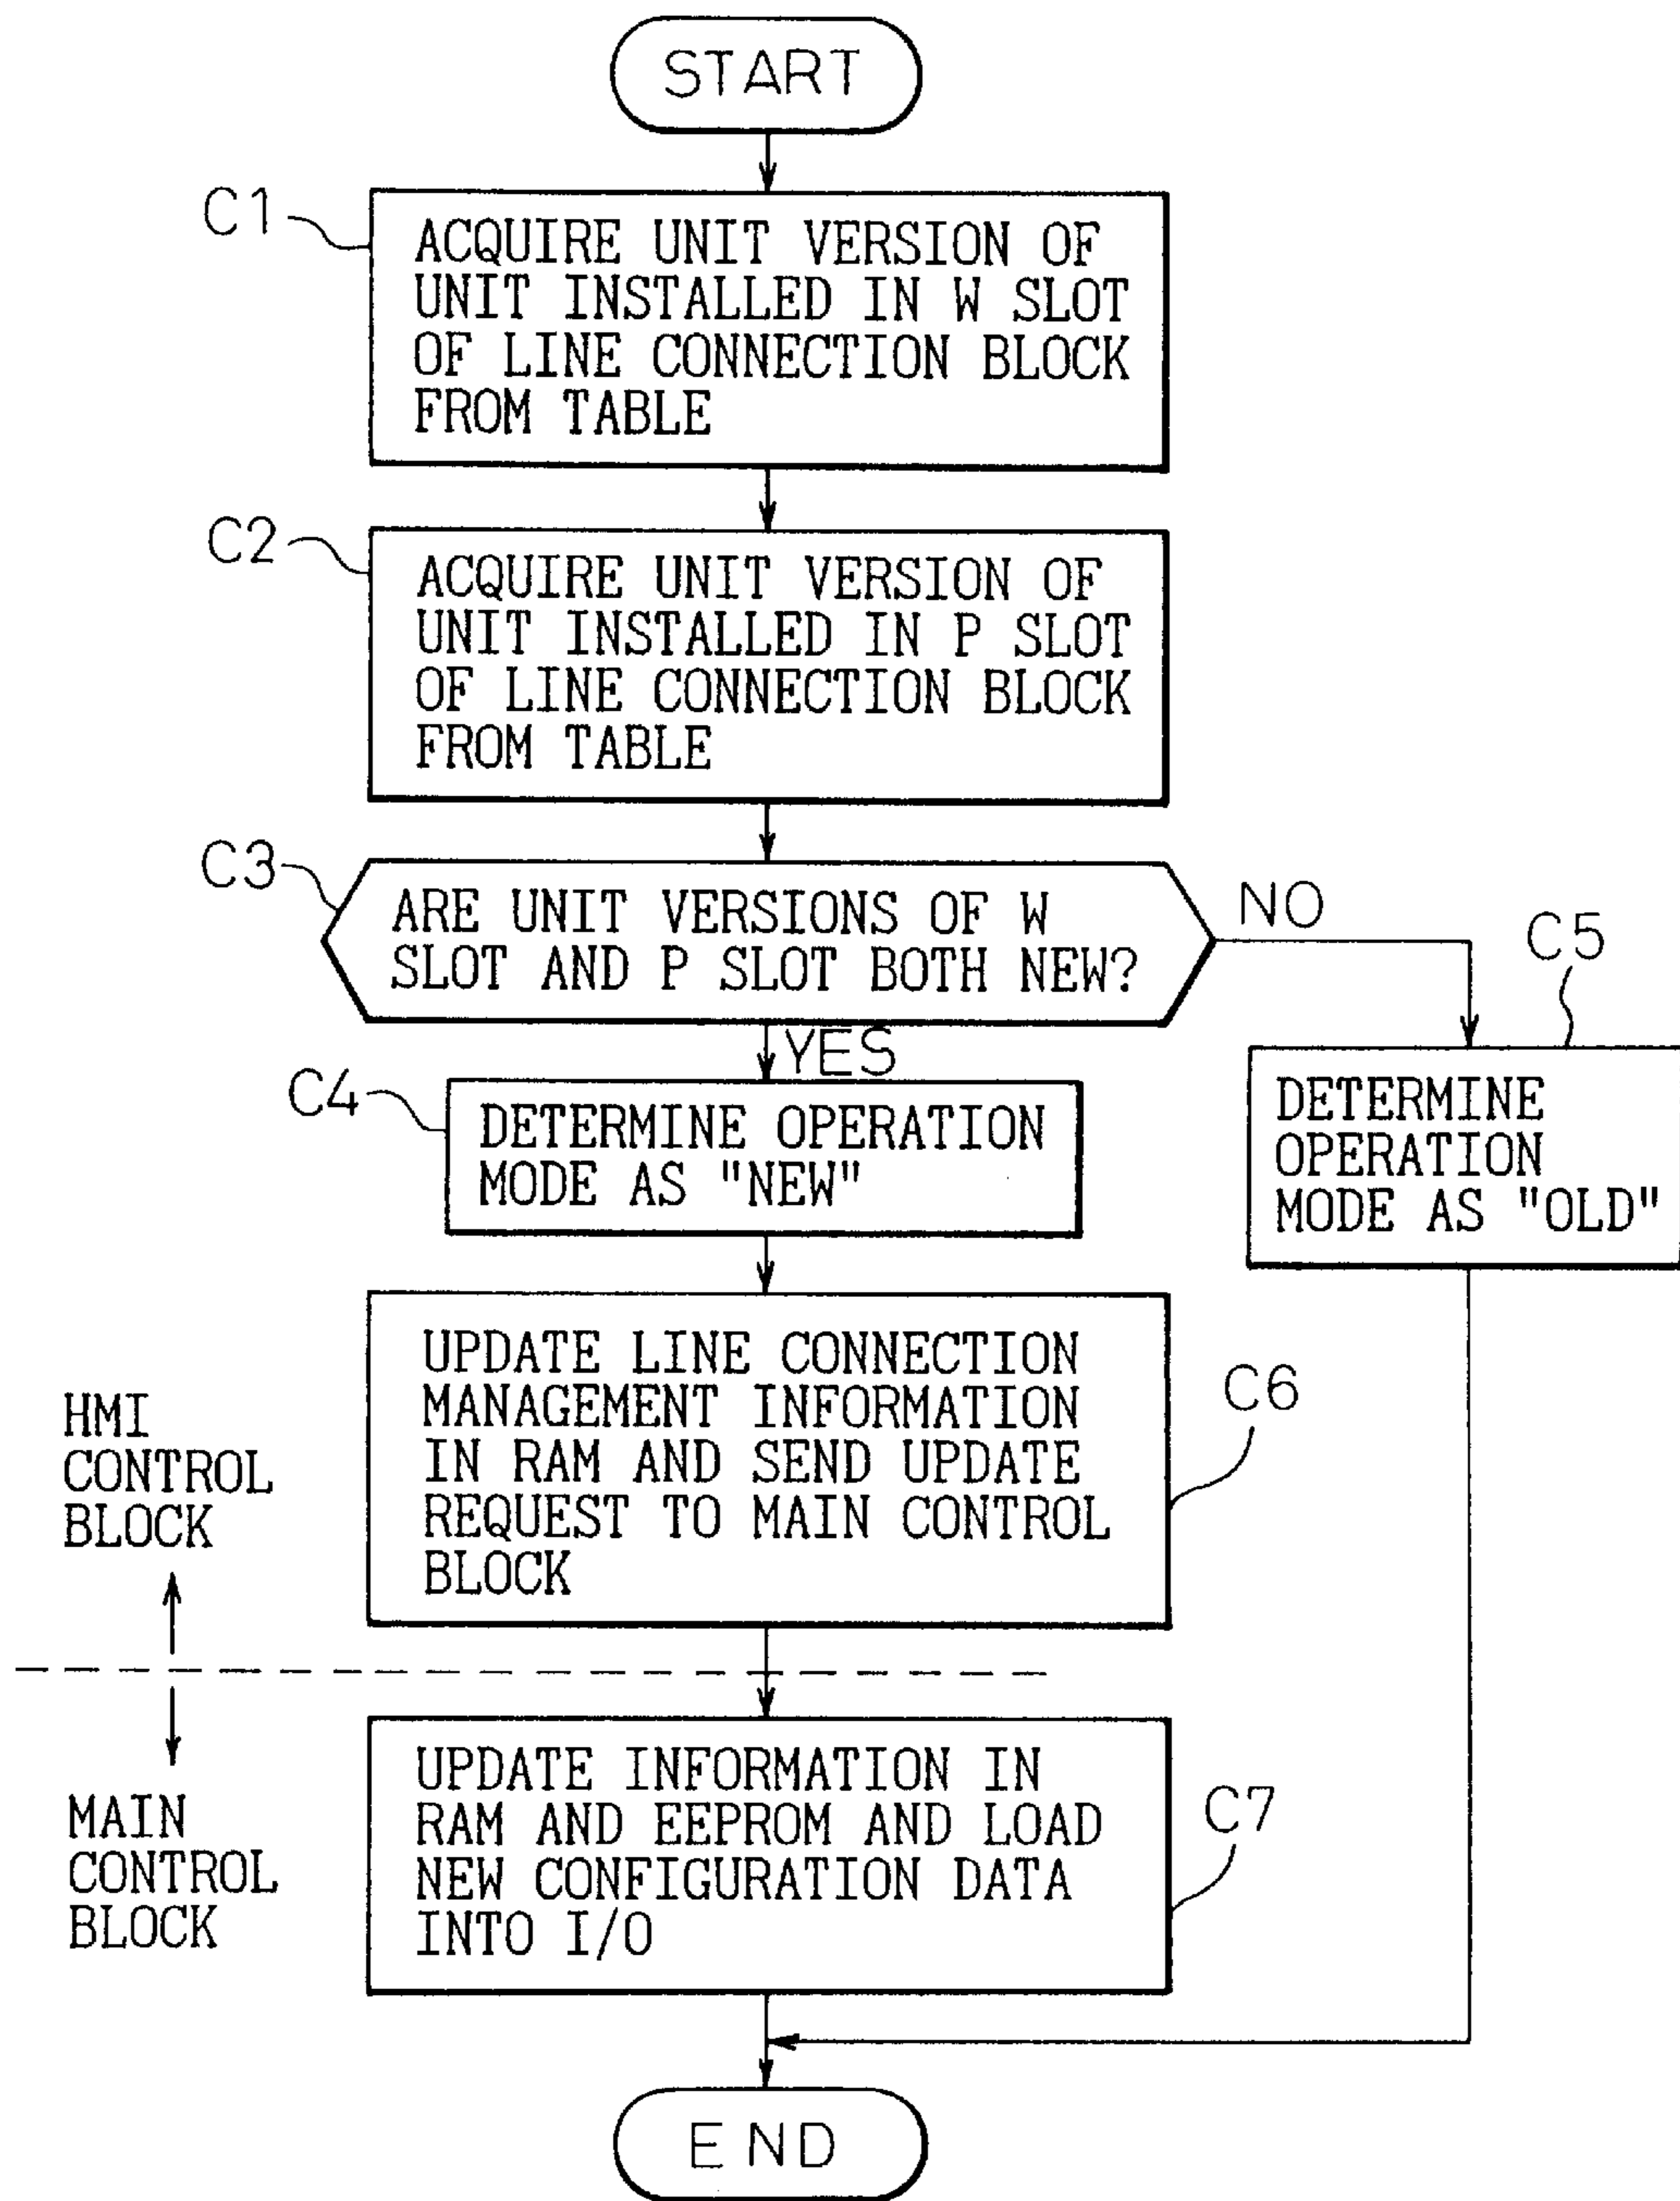 START
C1
ACQUIRE UNIT VERSION OF
UNIT INSTALLED IN W SLOT
OF LINE CONNECTION BLOCK
FROM TABLE
C2
ACQUIRE UNIT VERSION OF
UNIT INSTALLED IN P SLOT
OF LINE CONNECTION BLOCK
FROM TABLE
C3
ARE UNIT VERSIONS OF W
SLOT AND P SLOT BOTH NEW?
NO
YES
C4
DETERMINE OPERATION
MODE AS "NEW"
C5
DETERMINE
OPERATION
MODE AS "OLD"
UPDATE LINE CONNECTION
MANAGEMENT INFORMATION
IN RAM AND SEND UPDATE
REQUEST TO MAIN CONTROL
BLOCK
C6
HMI
CONTROL
BLOCK
MAIN
CONTROL
BLOCK
UPDATE INFORMATION IN
RAM AND EEPROM AND LOAD
NEW CONFIGURATION DATA
INTO I/O
C7
END